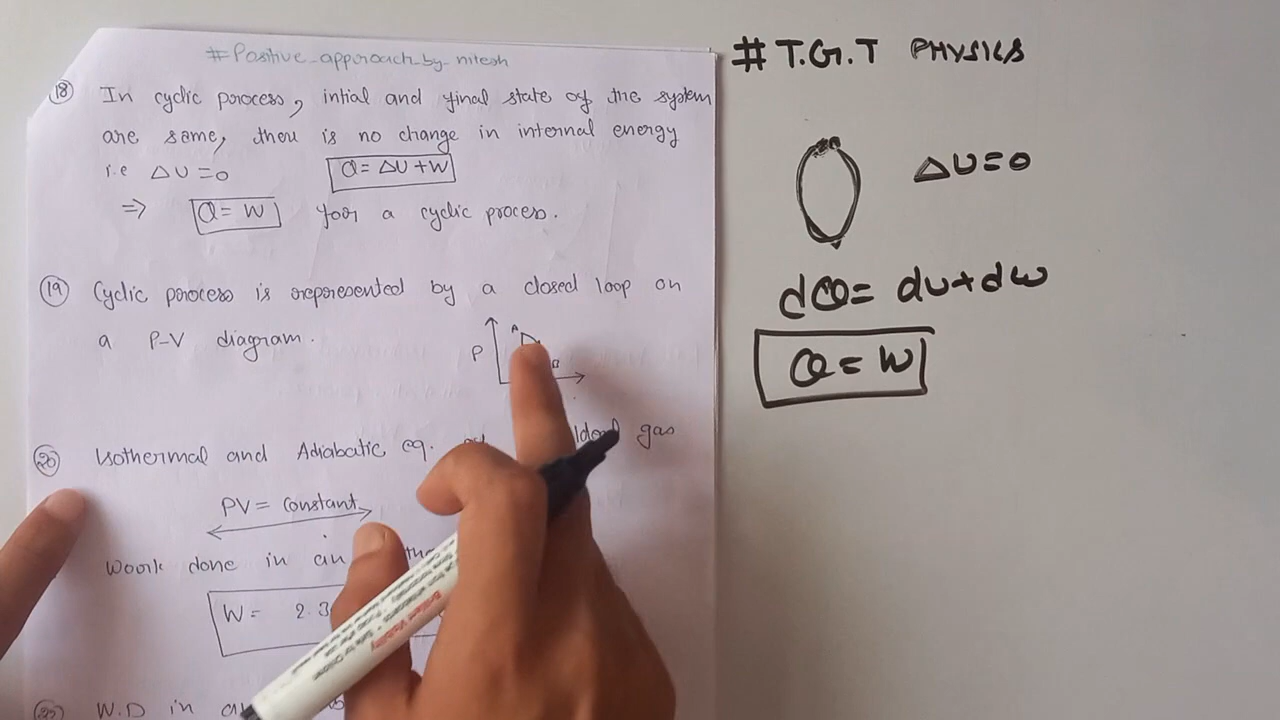 #Positive_approach_by_nitesh
18 In cyclic process, intial and final state of the system
are same, then is no change in internal energy
i.e ΔU=0 Q=ΔU+W
⇒ Q=W for a cyclic process.
19 Cyclic process is represented by a closed loop on
a P-V diagram.
P A B
20 Isothermal and Adiabatic eq. gas
PV = Constant
Work done in an
W = 2.3
W.D in
# T.G.T PHYSICS
ΔU=0
dQ= dU+dW
Q=W